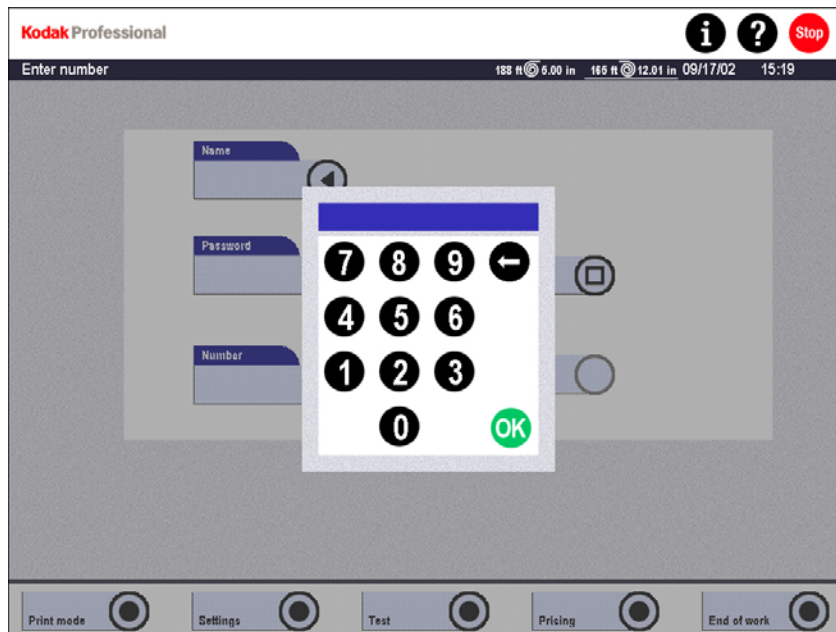 Kodak Professional
i ? Stop
Enter number 188 ft 6.00 in 165 ft 12.01 in 09/17/02 15:19
Name
Password
7 8 9 ←
4 5 6
Number
1 2 3
0 OK
Print mode Settings Test Pricing End of work